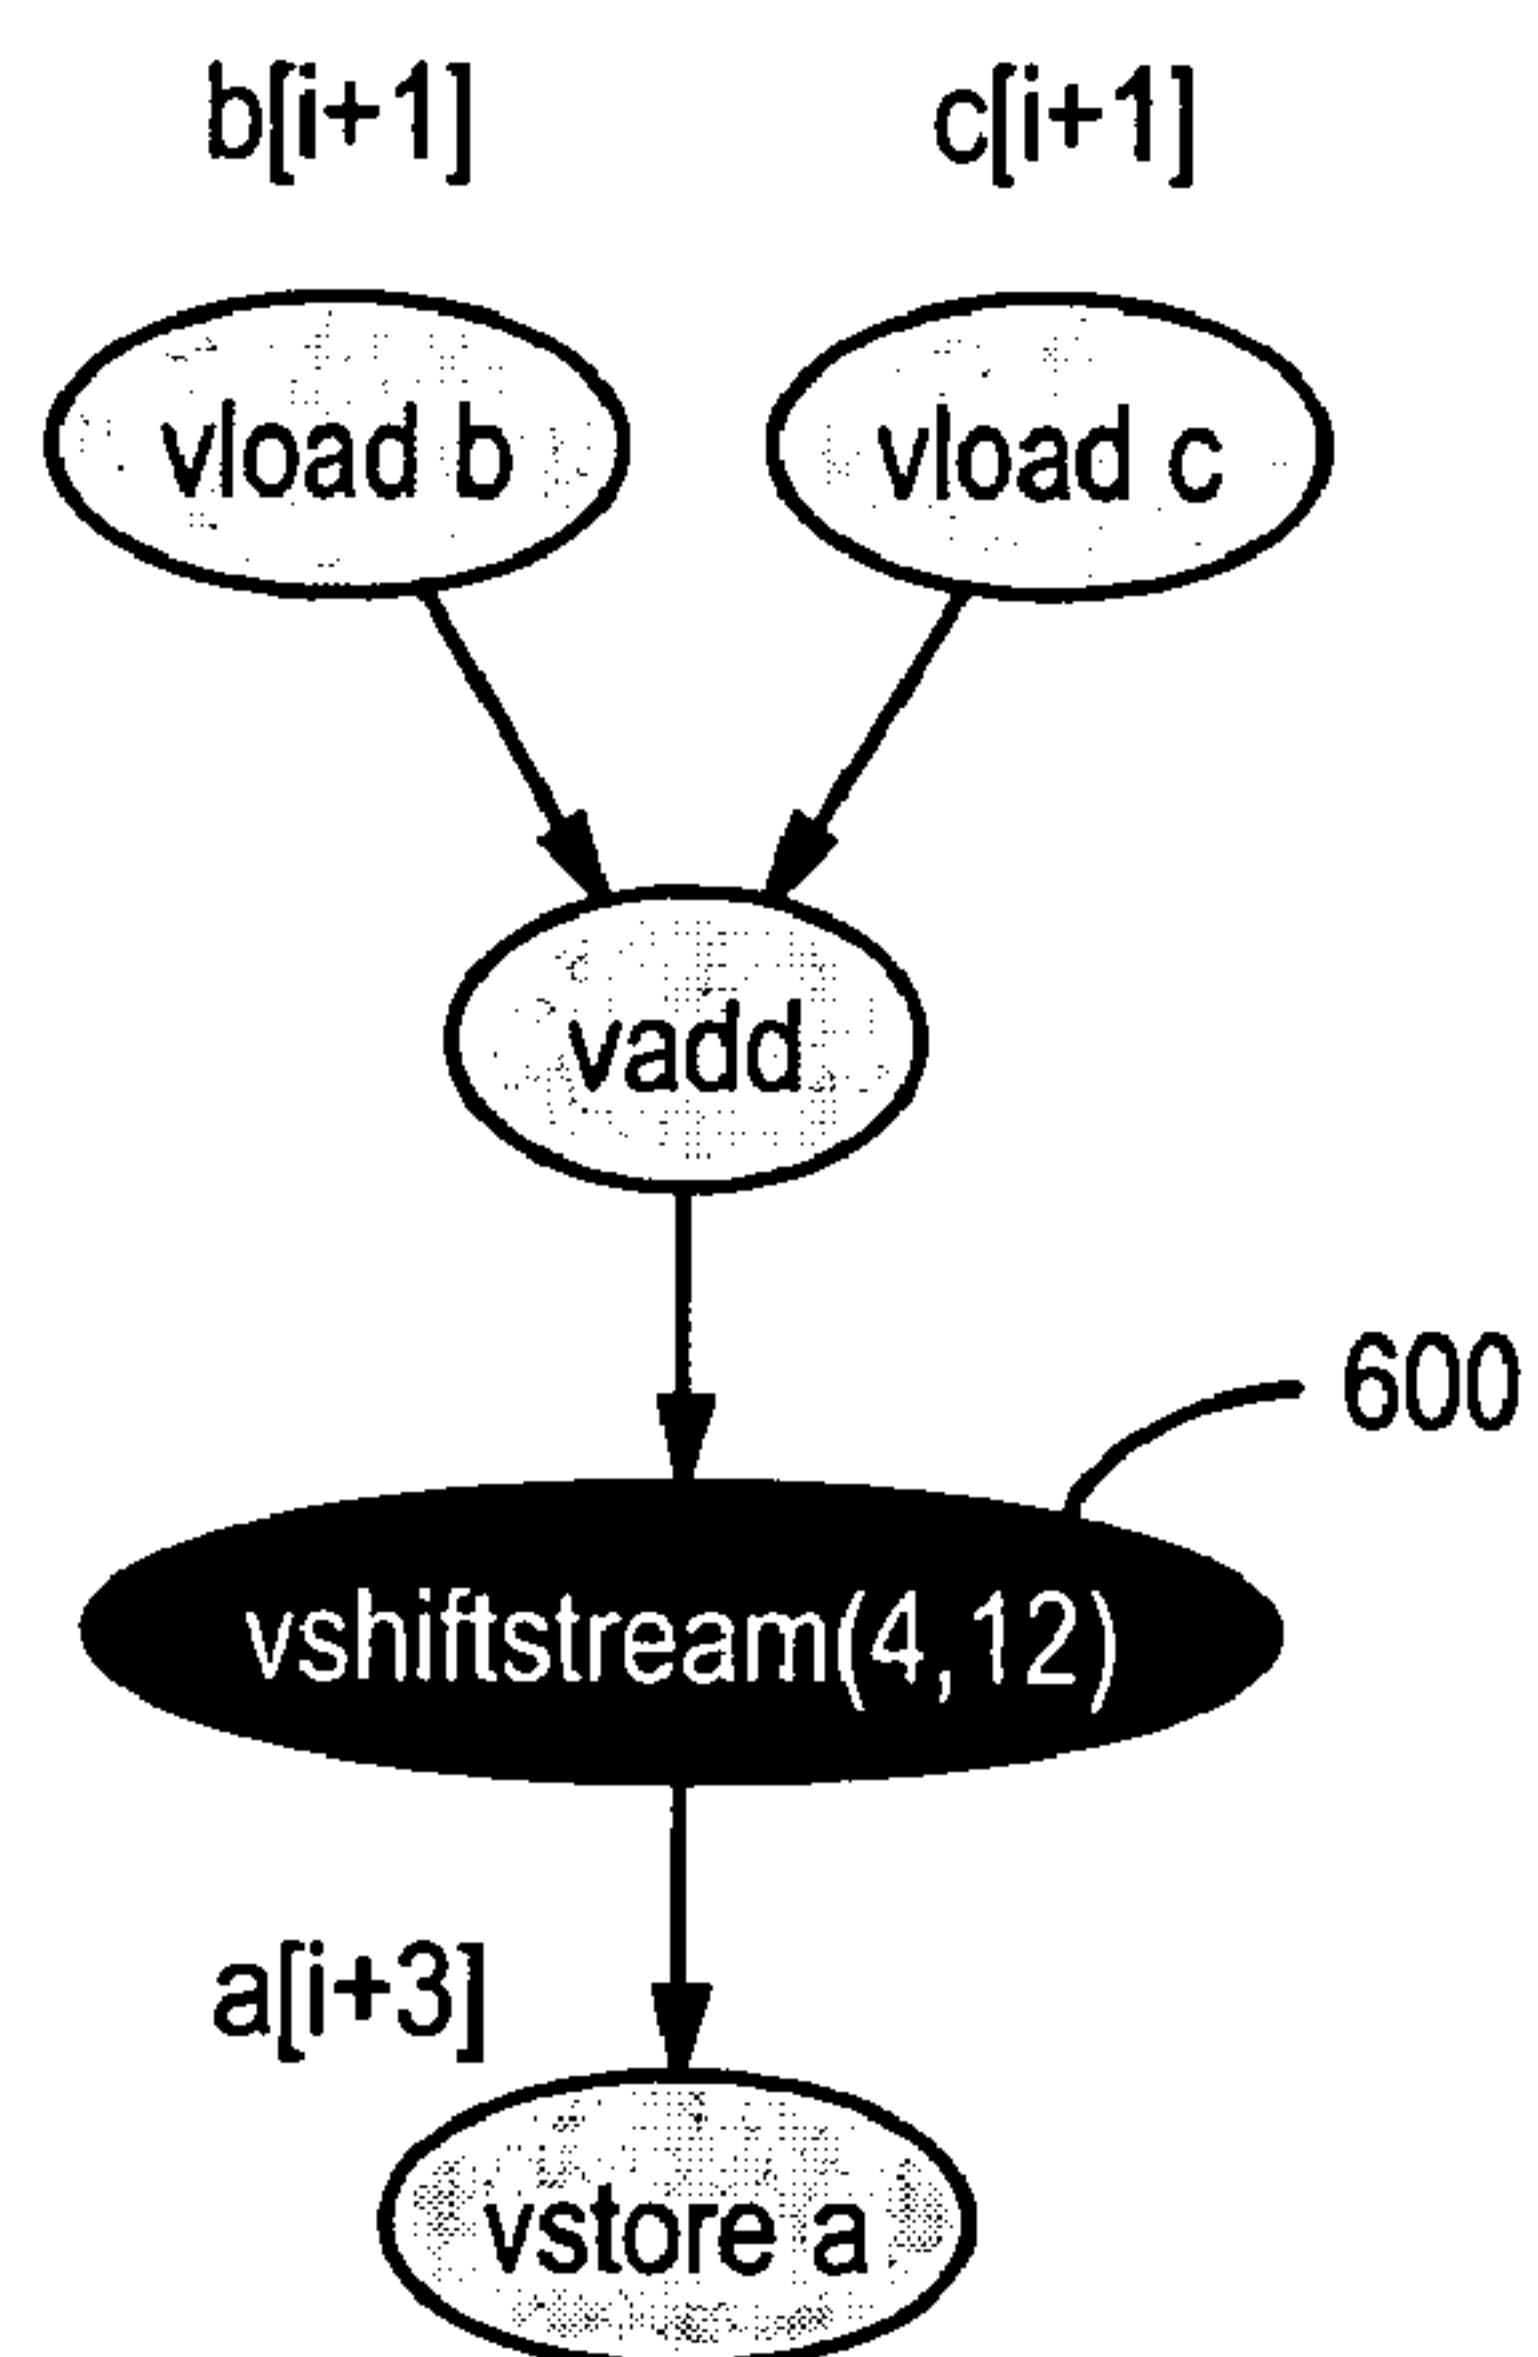 b[i+1]
c[i+1]
vload b
vload c
vadd
600
vshiftstream(4,12)
a[i+3]
vstore a